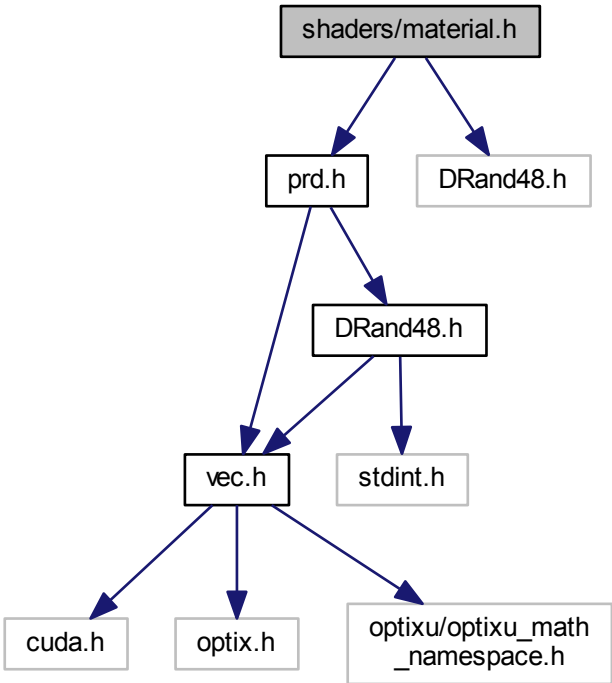 shaders/material.h
prd.h
DRand48.h
DRand48.h
vec.h
stdint.h
cuda.h
optix.h
optixu/optixu_math
_namespace.h